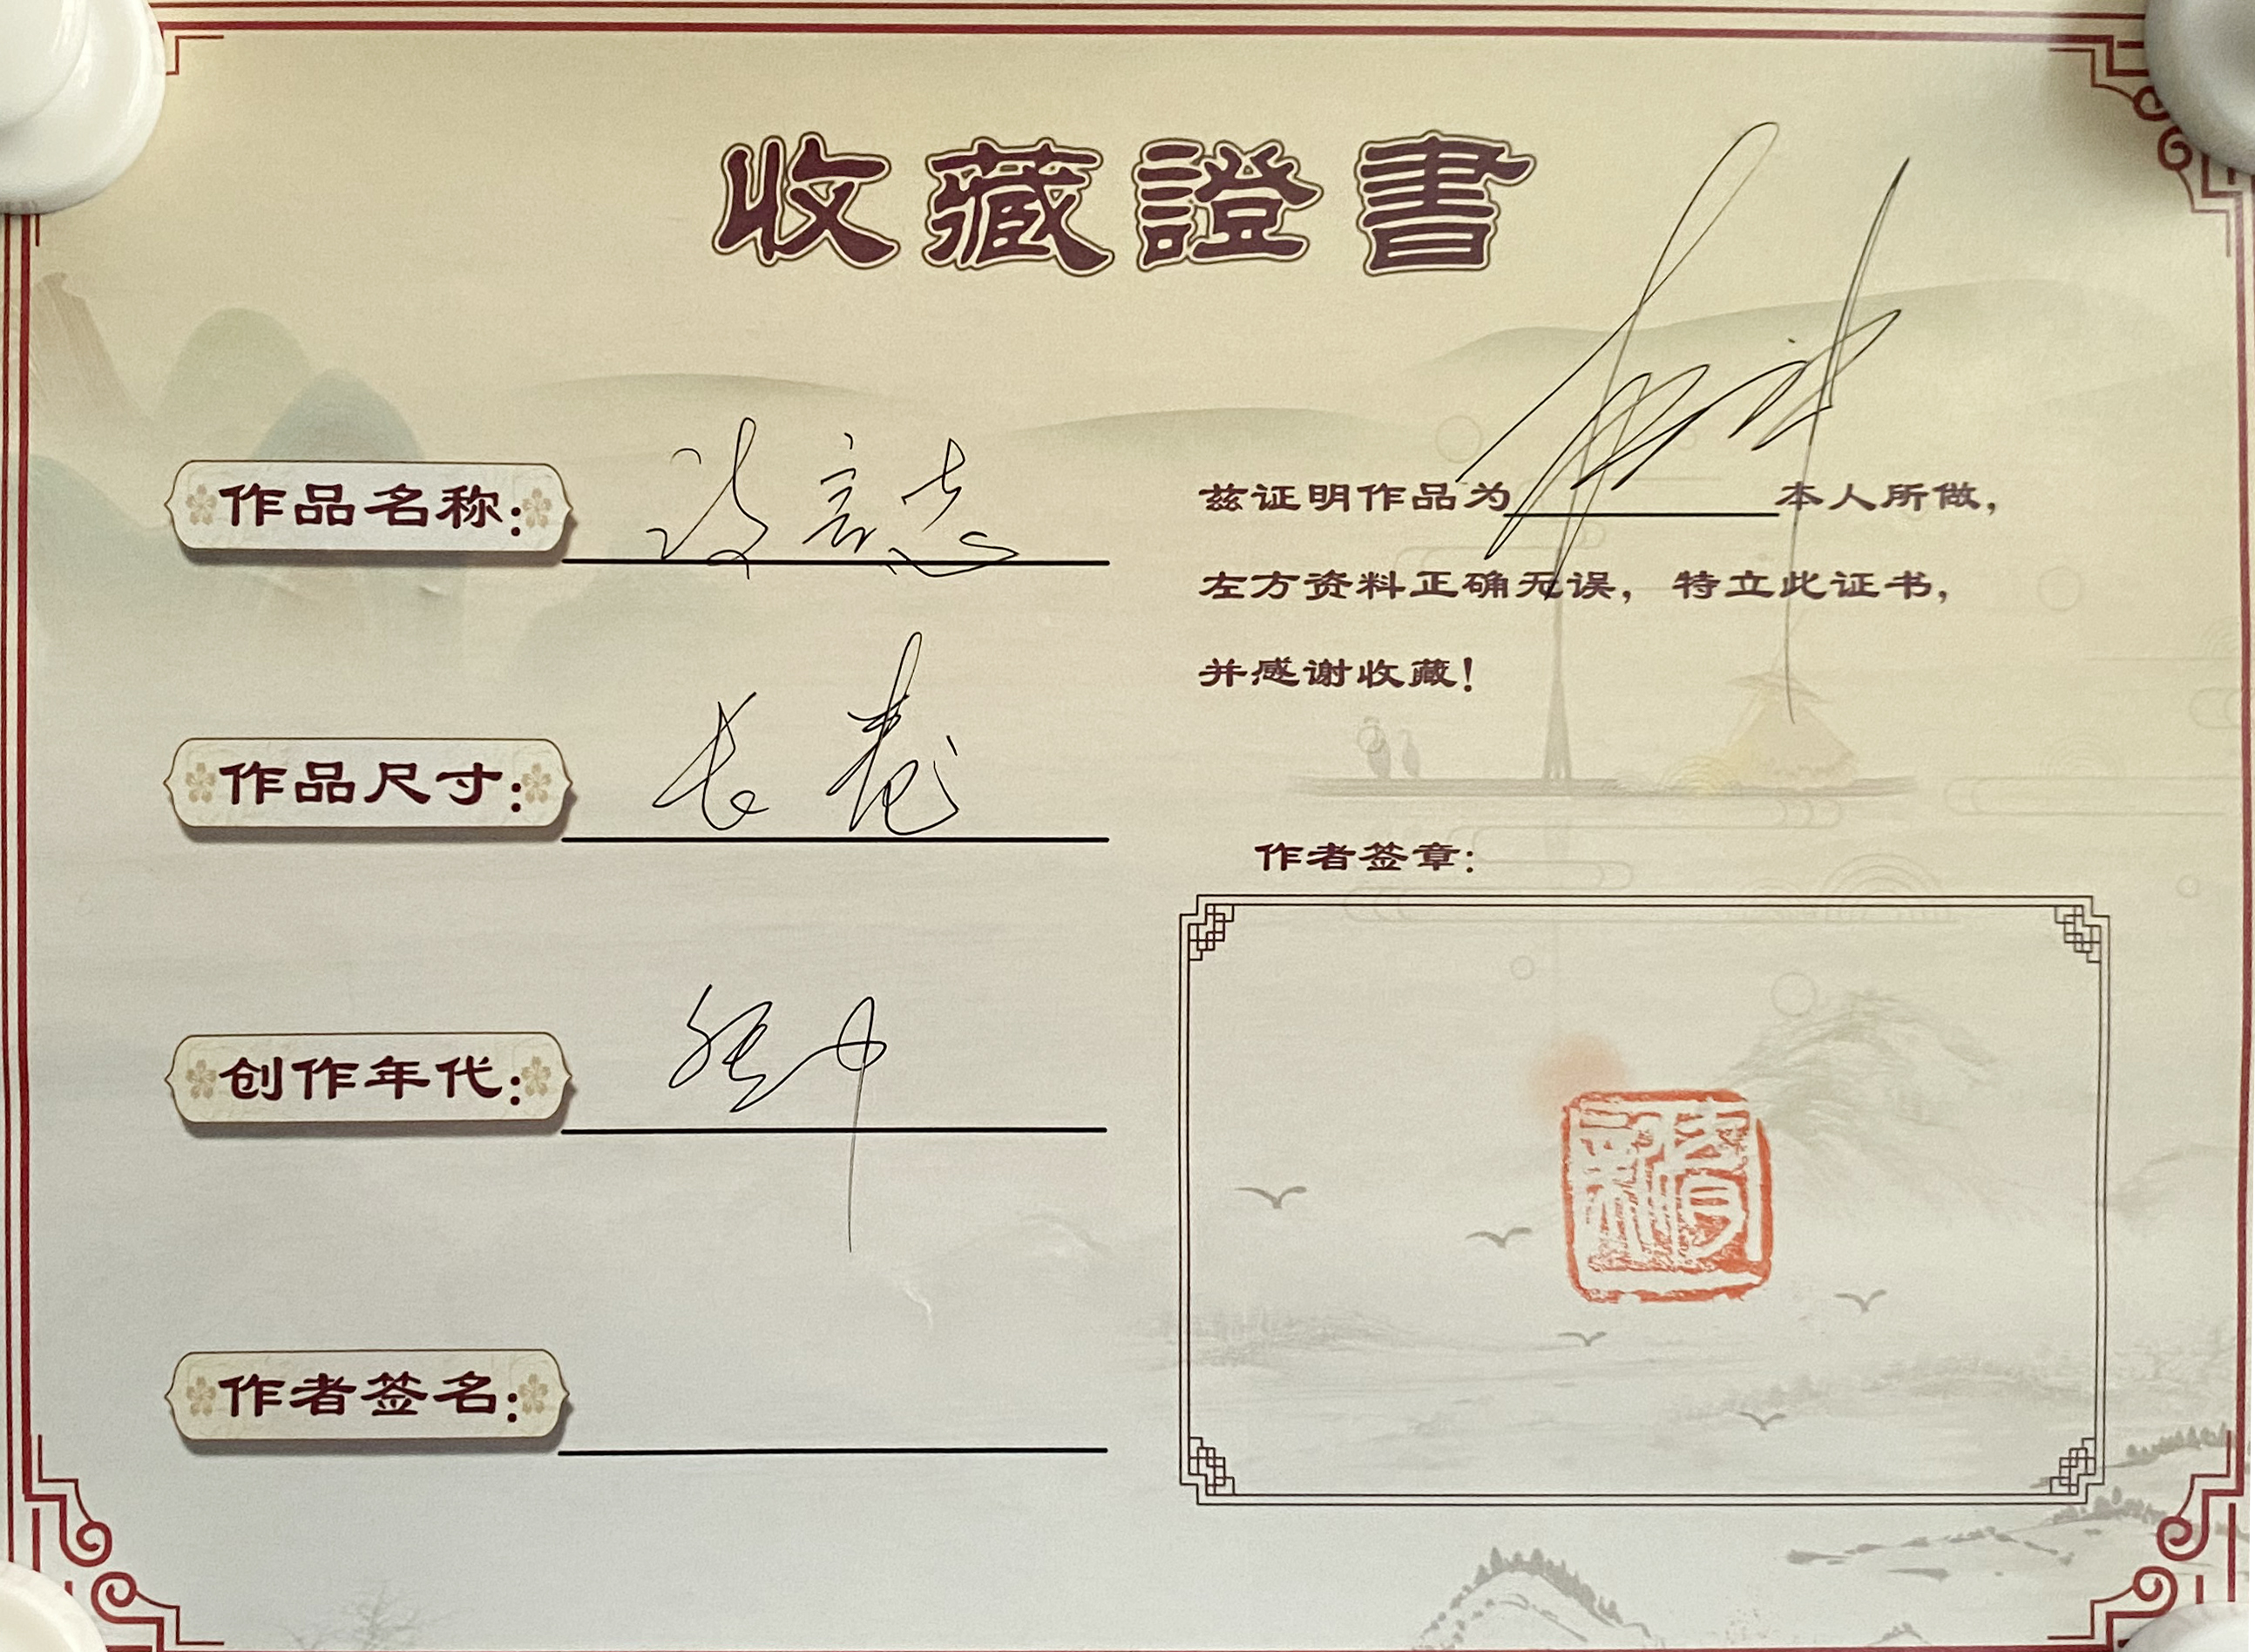 收藏證書
作品名称:
兹证明作品为 本人所做,
左方资料正确无误, 特立此证书,
并感谢收藏!
作品尺寸: 长卷
作者签章:
创作年代:
作者签名: